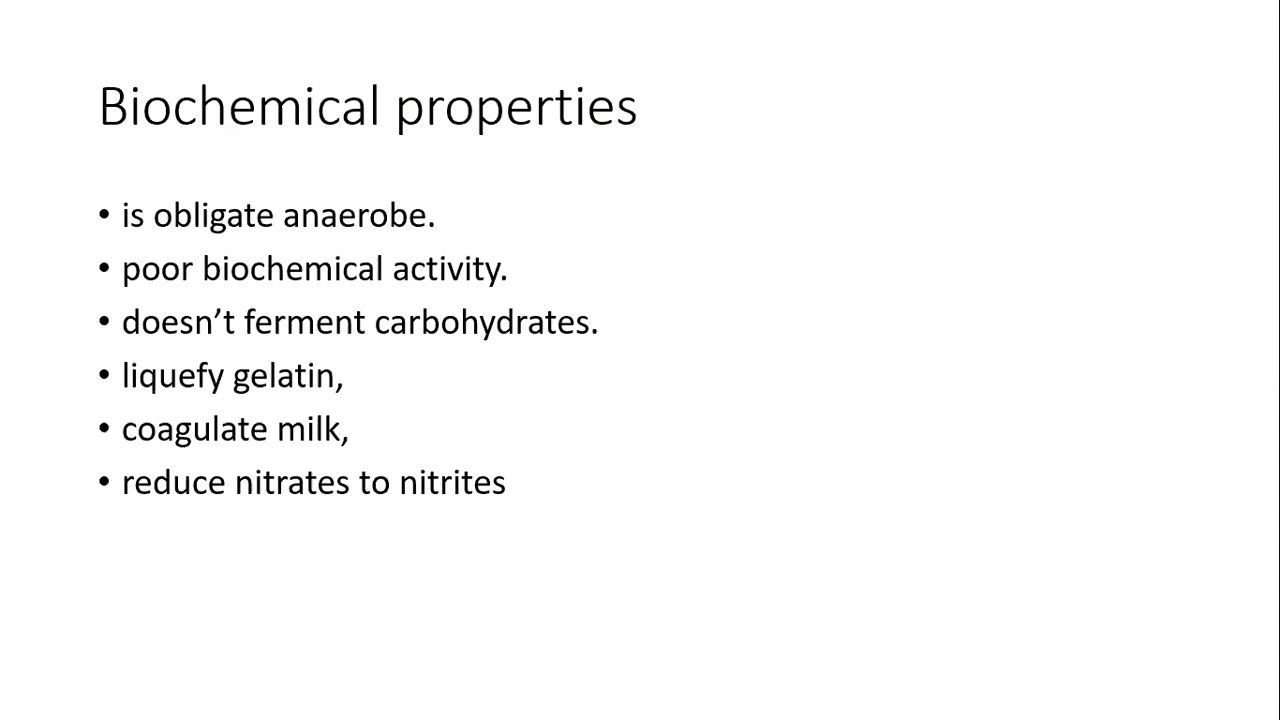 Biochemical properties
• is obligate anaerobe.
• poor biochemical activity.
• doesn’t ferment carbohydrates.
• liquefy gelatin,
• coagulate milk,
• reduce nitrates to nitrites